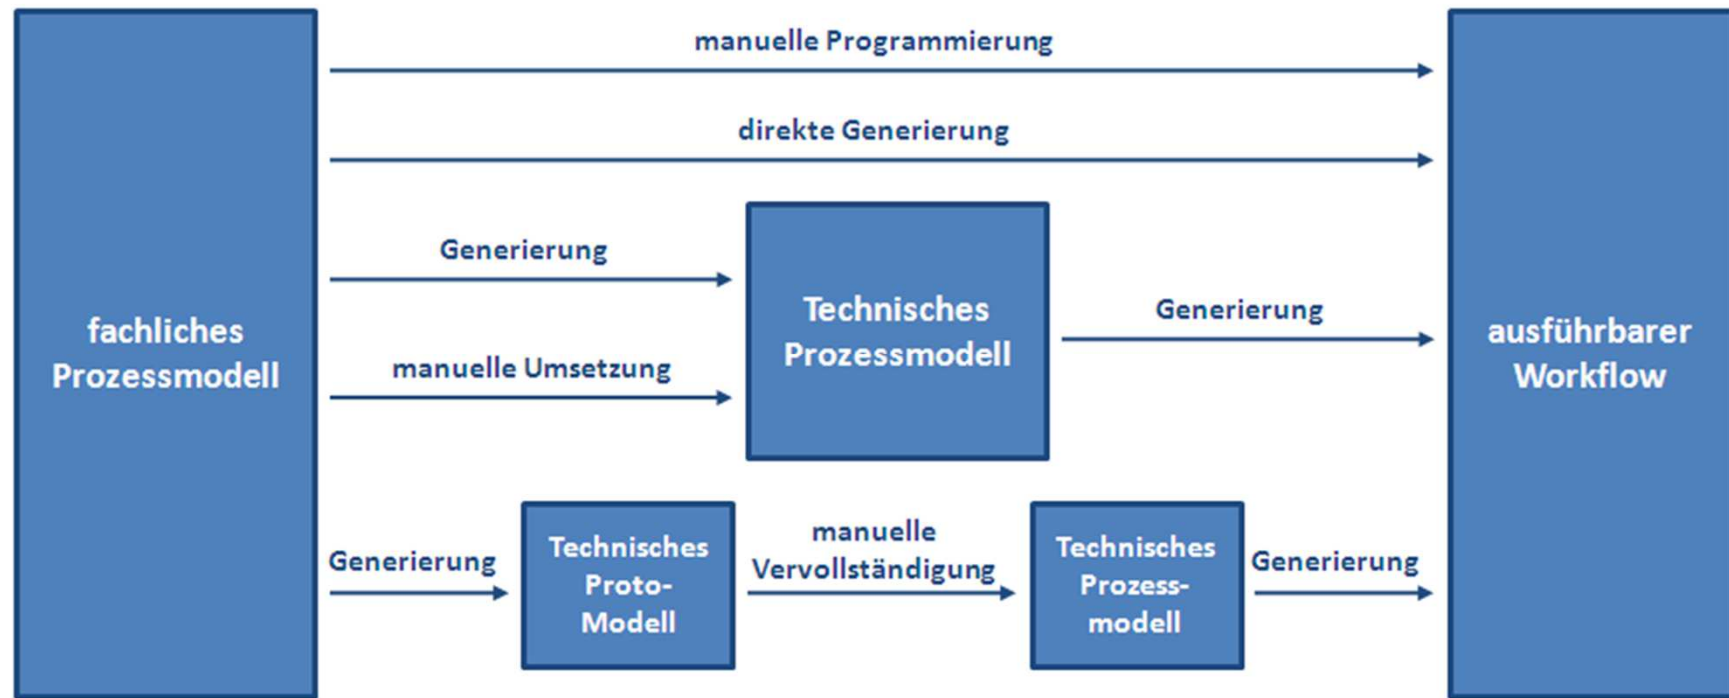 manuelle Programmierung
direkte Generierung
Generierung
manuelle Umsetzung
fachliches
Prozessmodell
Technisches
Prozessmodell
Generierung
ausführbarer
Workflow
Generierung
Technisches
Proto-
Modell
manuelle
Vervollständigung
Technisches
Prozess-
modell
Generierung